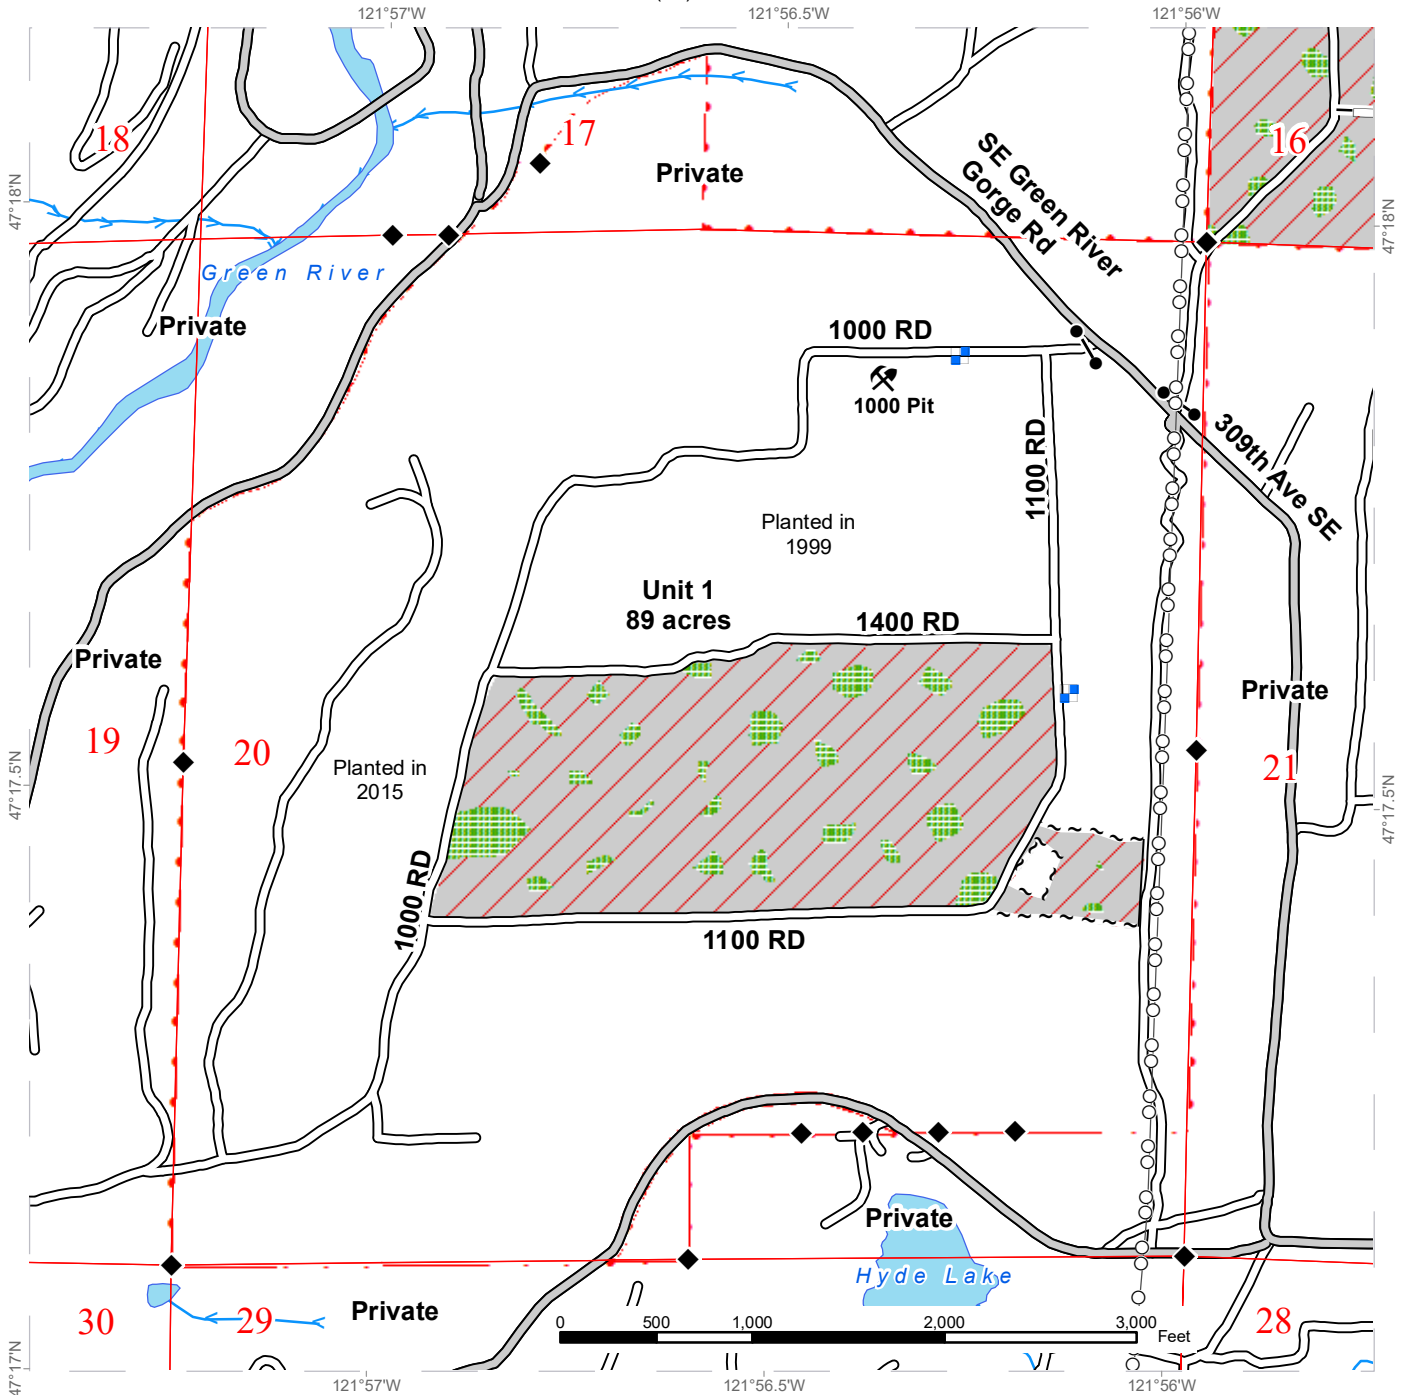 121°57'W
121°56.5'W
121°56'W
18
17
16
Private
SE Green River
Gorge Rd
47°18'N
47°18'N
Green River
Private
1000 RD
1000 Pit
1100 RD
309th Ave SE
Planted in
1999
Unit 1
89 acres
1400 RD
Private
Private
19
20
21
Planted in
2015
47°17.5'N
47°17.5'N
1000 RD
1100 RD
Private
Hyde Lake
Private
30
29
28
0
500
1,000
2,000
3,000
Feet
47°17'N
121°57'W
121°56.5'W
121°56'W